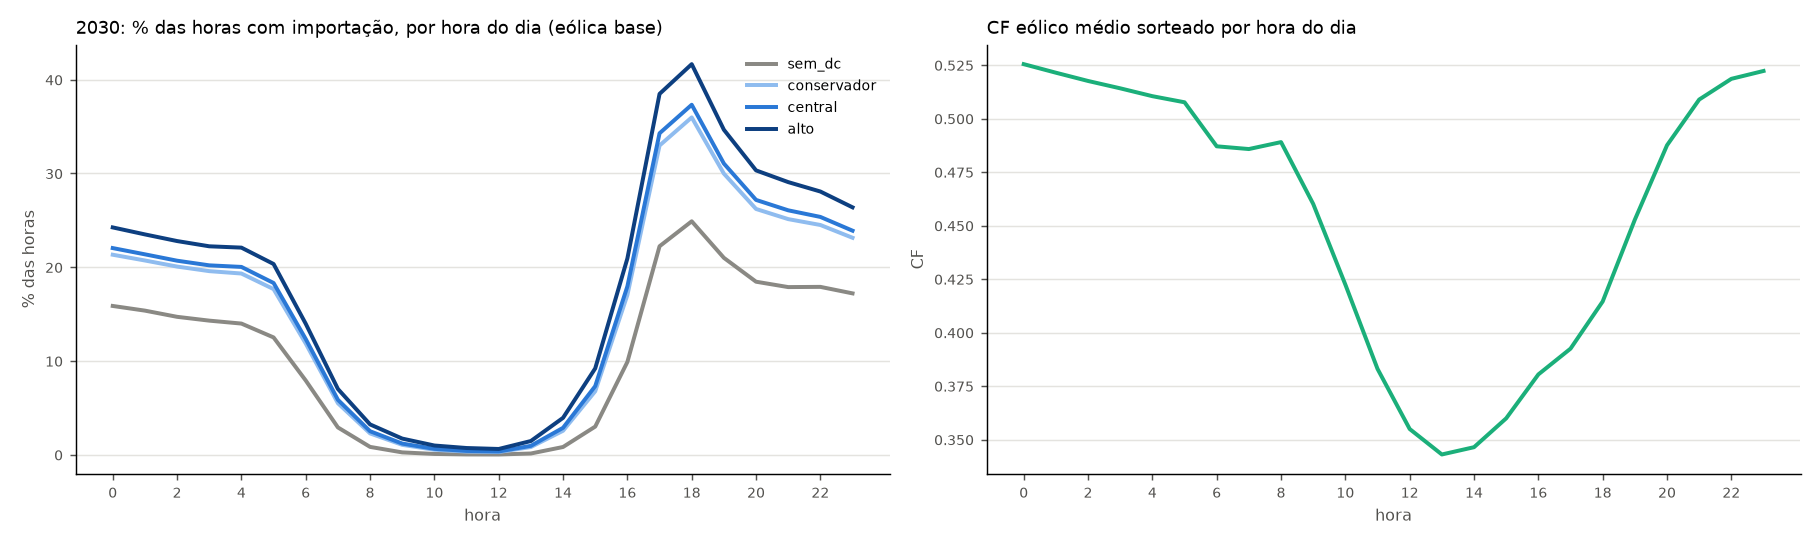 2030: % das horas com importação, por hora do dia (eólica base)
% das horas
40
30
20
10
0
sem_dc
conservador
central
alto
0 2 4 6 8 10 12 14 16 18 20 22
hora
CF eólico médio sorteado por hora do dia
CF
0.525
0.500
0.475
0.450
0.425
0.400
0.375
0.350
0 2 4 6 8 10 12 14 16 18 20 22
hora